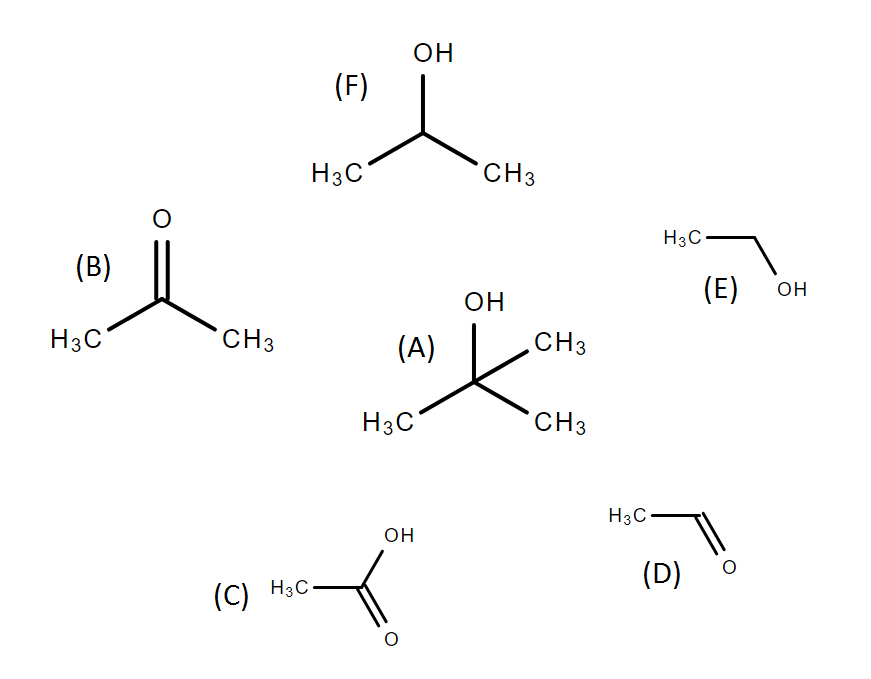 OH
(F)
H₃C CH₃
O
(B)
H₃C CH₃
H₃C
(E) OH
OH
(A) CH₃
H₃C CH₃
OH
(C) H₃C
O
H₃C
(D) O